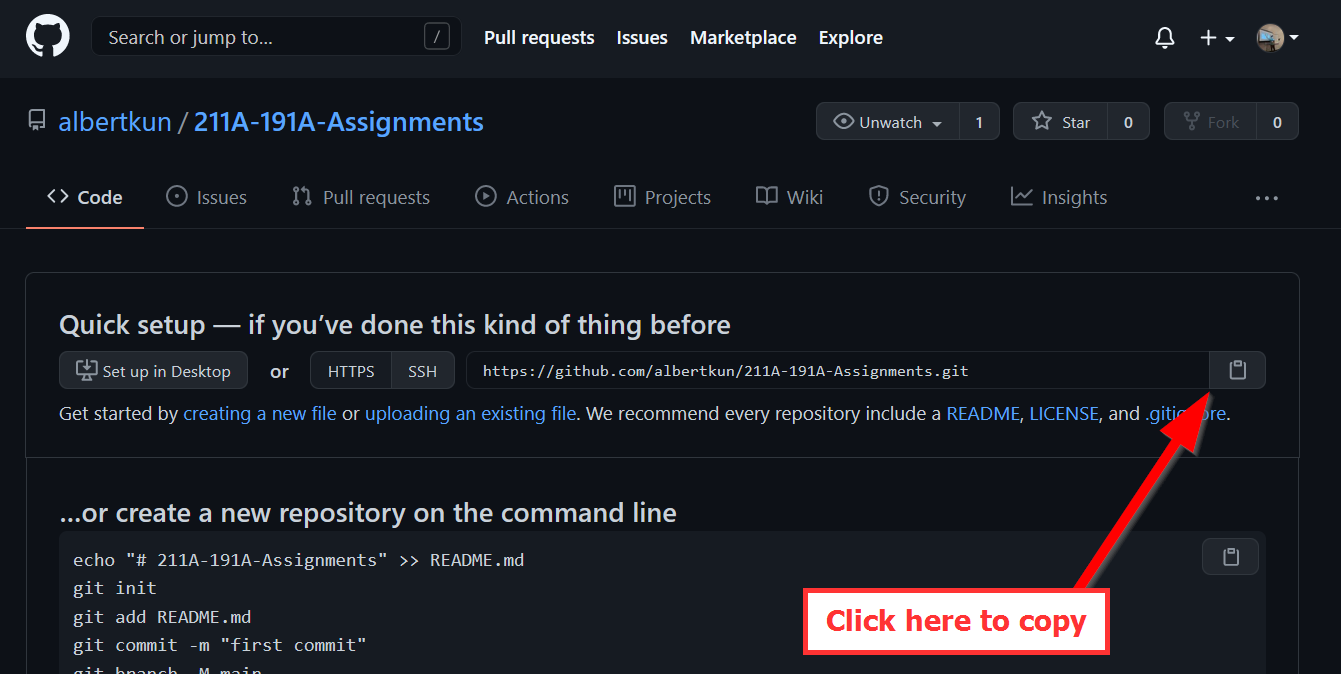 Search or jump to... /
Pull requests Issues Marketplace Explore
albertkun / 211A-191A-Assignments
Unwatch 1 Star 0 Fork 0
Code Issues Pull requests Actions Projects Wiki Security Insights
Quick setup — if you’ve done this kind of thing before
Set up in Desktop or HTTPS SSH https://github.com/albertkun/211A-191A-Assignments.git
Get started by creating a new file or uploading an existing file. We recommend every repository include a README, LICENSE, and .gitignore.
…or create a new repository on the command line
echo "# 211A-191A-Assignments" >> README.md
git init
git add README.md
git commit -m "first commit"
git branch -M main
Click here to copy